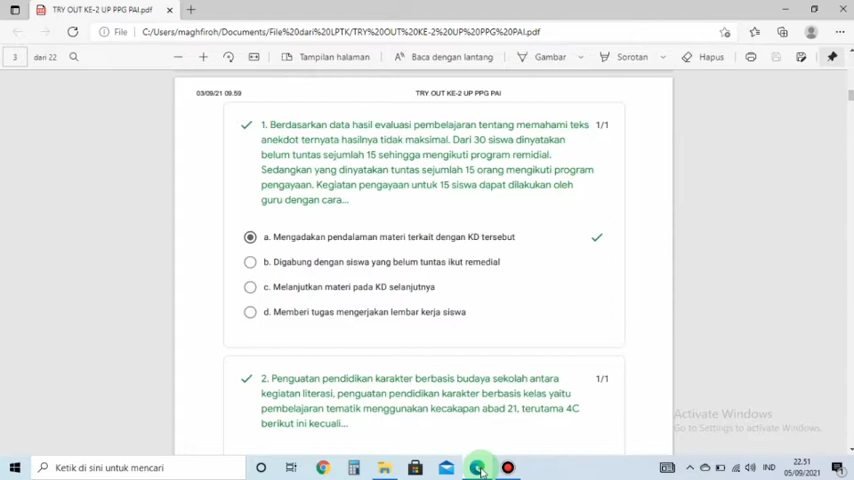 TRY OUT KE-2 UP PPG PAI.pdf
File
C:/Users/maghfiroh/Documents/File%20dari%20LPTK/TRY%20OUT%20KE-2%20UP%20PPG%20PAI.pdf
3 dari 22
Tampilan halaman
Baca dengan lantang
Gambar
Sorotan
Hapus
03/09/21 09.59
TRY OUT KE-2 UP PPG PAI
1. Berdasarkan data hasil evaluasi pembelajaran tentang memahami teks 1/1
anekdot ternyata hasilnya tidak maksimal. Dari 30 siswa dinyatakan
belum tuntas sejumlah 15 sehingga mengikuti program remidial.
Sedangkan yang dinyatakan tuntas sejumlah 15 orang mengikuti program
pengayaan. Kegiatan pengayaan untuk 15 siswa dapat dilakukan oleh
guru dengan cara...
a. Mengadakan pendalaman materi terkait dengan KD tersebut
b. Digabung dengan siswa yang belum tuntas ikut remedial
c. Melanjutkan materi pada KD selanjutnya
d. Memberi tugas mengerjakan lembar kerja siswa
2. Penguatan pendidikan karakter berbasis budaya sekolah antara 1/1
kegiatan literasi, penguatan pendidikan karakter berbasis kelas yaitu
pembelajaran tematik menggunakan kecakapan abad 21, terutama 4C
berikut ini kecuali...
Activate Windows
Go to Settings to activate Windows.
Ketik di sini untuk mencari
IND
22.51
05/09/2021
1